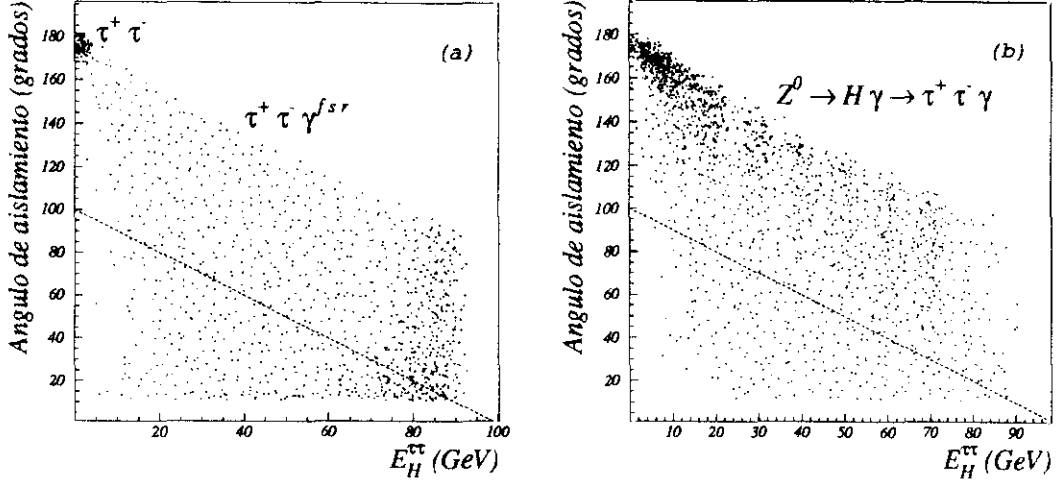 180
160
140
120
100
80
60
40
20
Angulo de aislamiento (grados)
τ⁺ τ⁻
(a)
τ⁺ τ⁻ γᶠˢʳ
20 40 60 80 100
E_H^ττ (GeV)
180
160
140
120
100
80
60
40
20
Angulo de aislamiento (grados)
(b)
Z⁰ → H γ → τ⁺ τ⁻ γ
10 20 30 40 50 60 70 80 90
E_H^ττ (GeV)